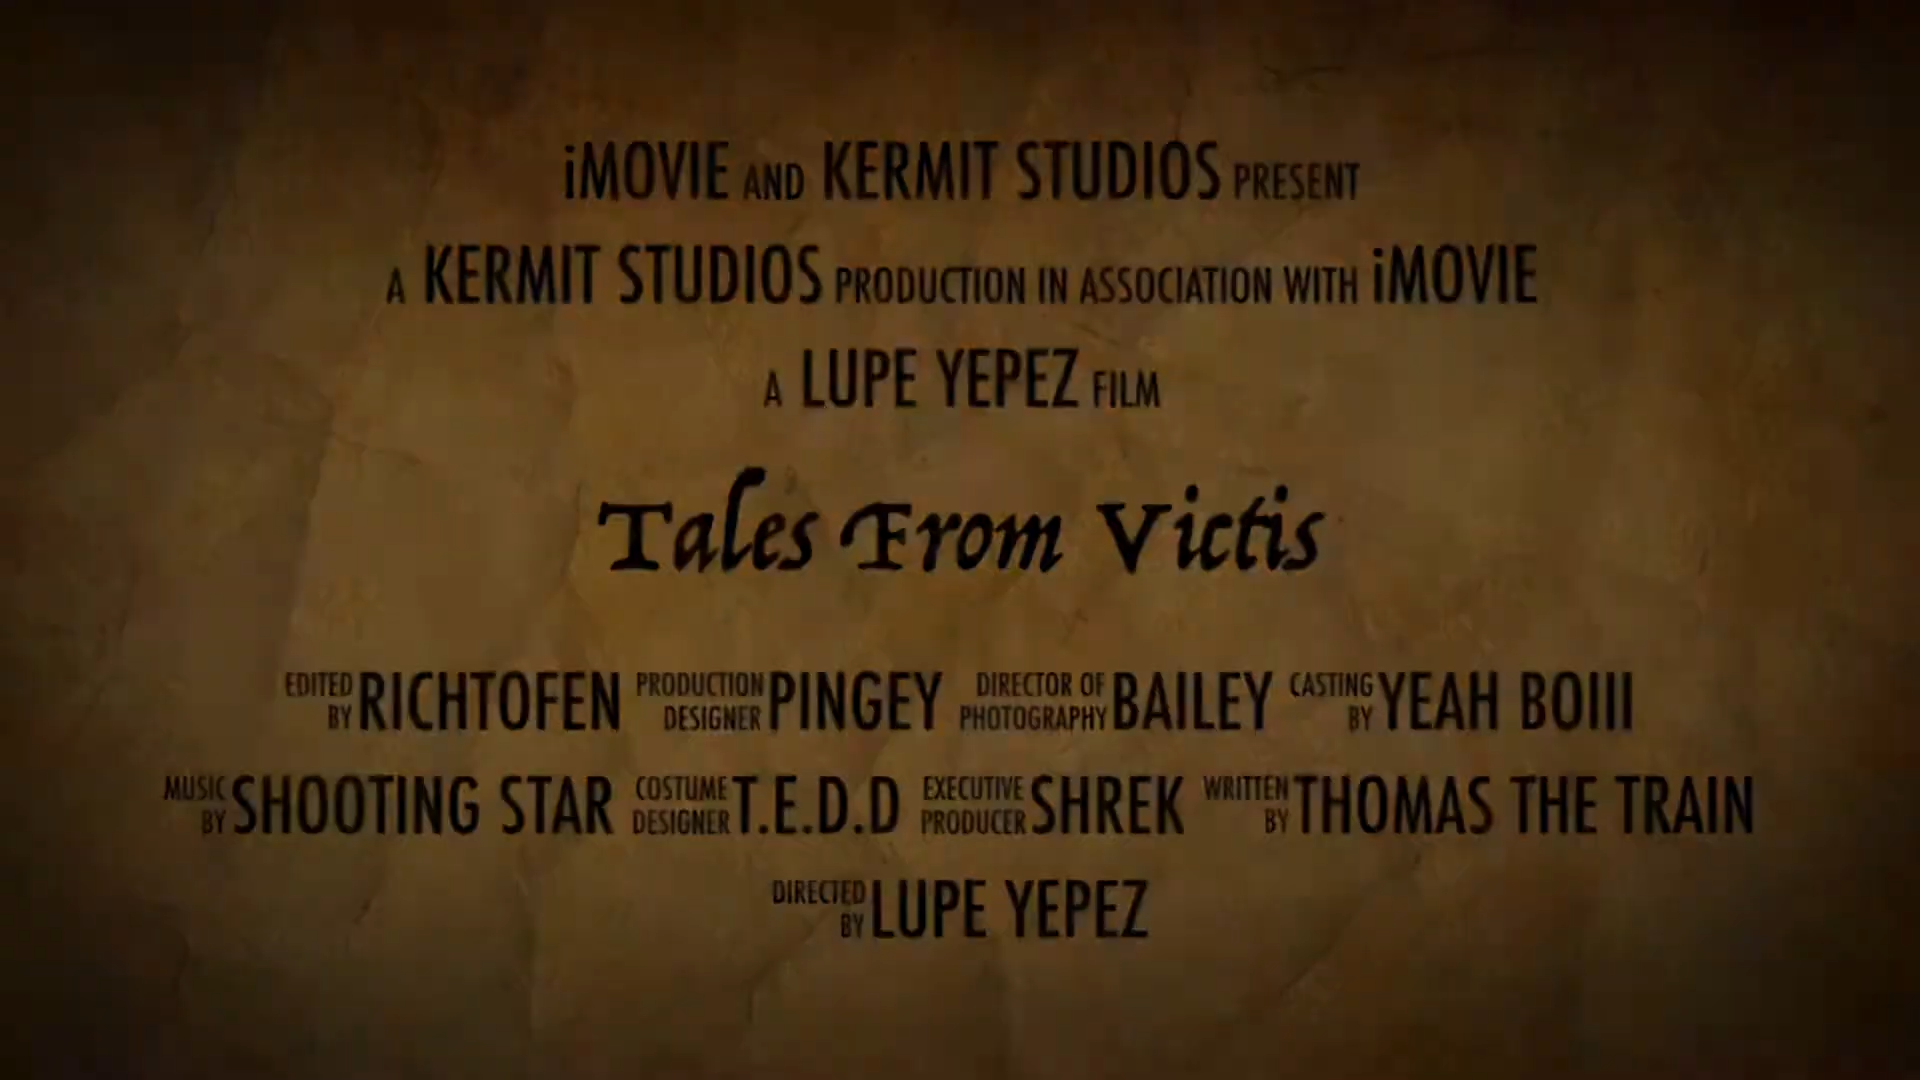 iMOVIE AND KERMIT STUDIOS PRESENT
A KERMIT STUDIOS PRODUCTION IN ASSOCIATION WITH iMOVIE
A LUPE YEPEZ FILM
Tales From Victis
EDITED BY RICHTOFEN PRODUCTION DESIGNER PINGEY DIRECTOR OF PHOTOGRAPHY BAILEY CASTING BY YEAH BOIII
MUSIC BY SHOOTING STAR COSTUME DESIGNER T.E.D.D EXECUTIVE PRODUCER SHREK WRITTEN BY THOMAS THE TRAIN
DIRECTED BY LUPE YEPEZ